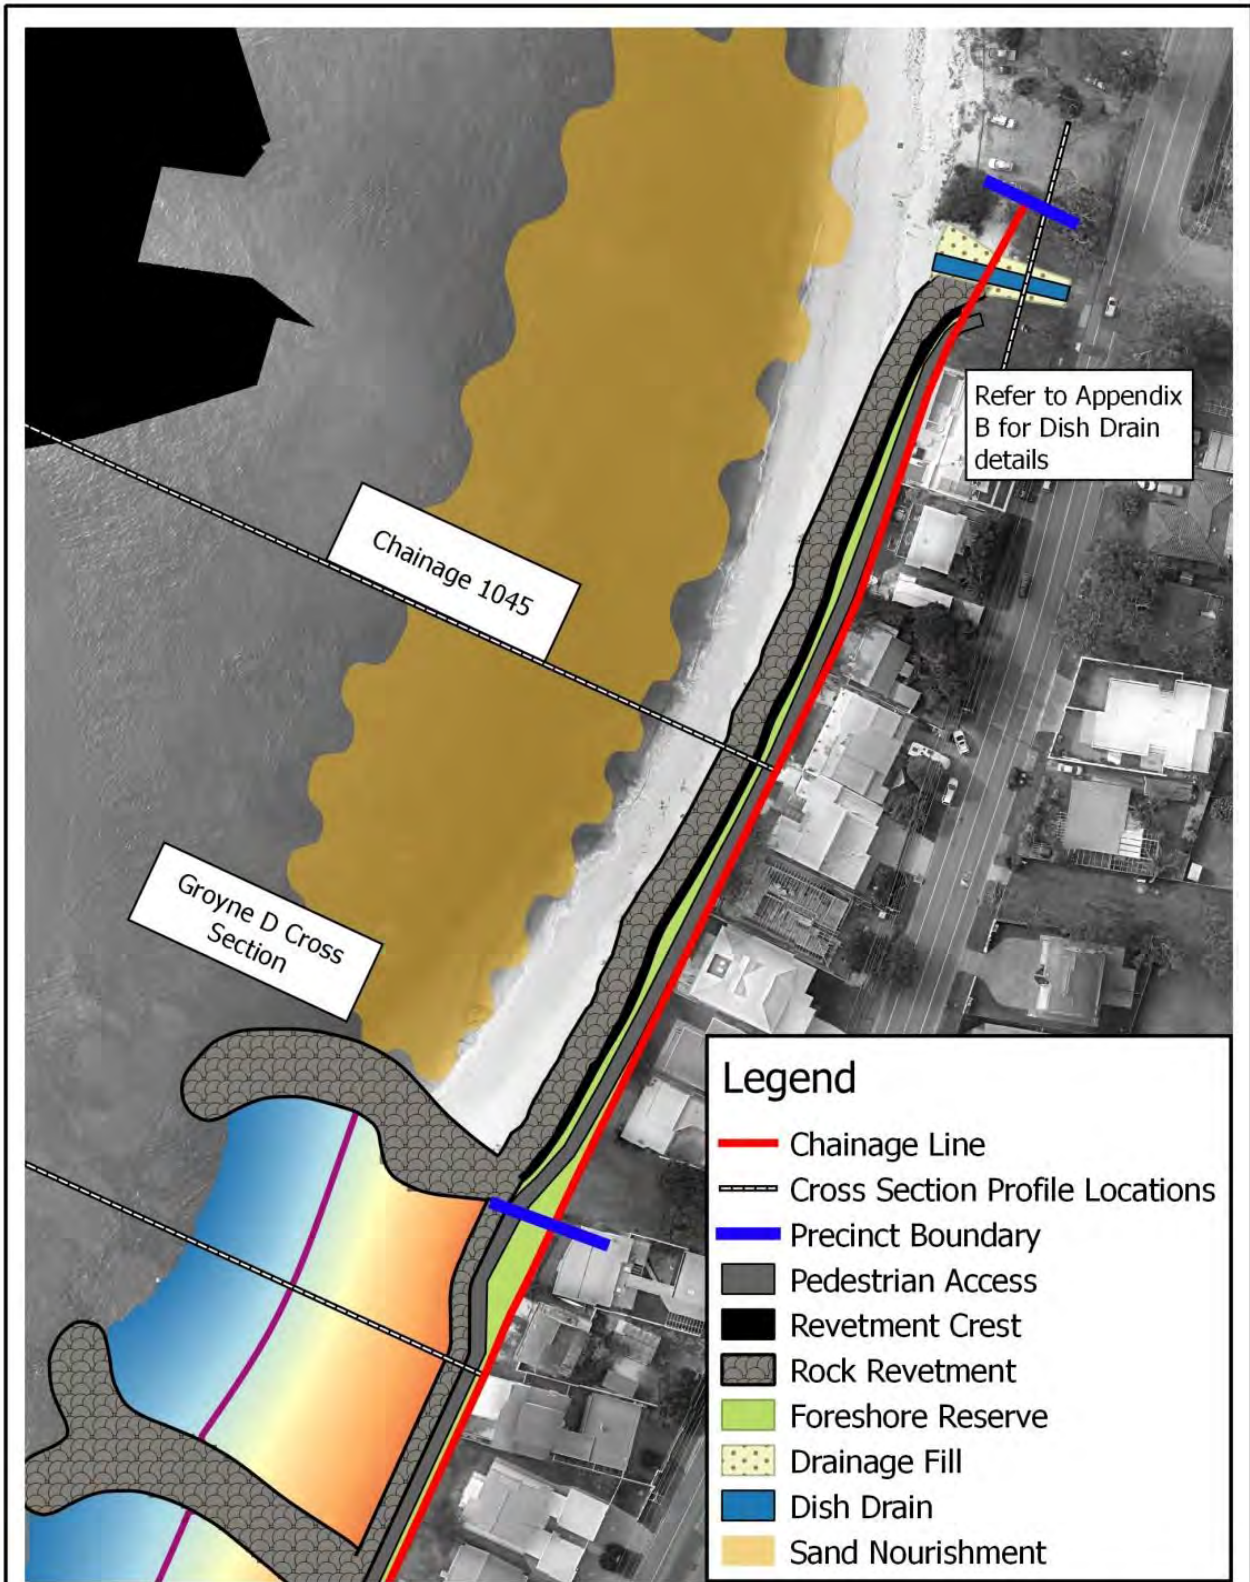 Refer to Appendix
B for Dish Drain
details
Chainage 1045
Groyne D Cross
Section
Legend
Chainage Line
Cross Section Profile Locations
Precinct Boundary
Pedestrian Access
Revetment Crest
Rock Revetment
Foreshore Reserve
Drainage Fill
Dish Drain
Sand Nourishment